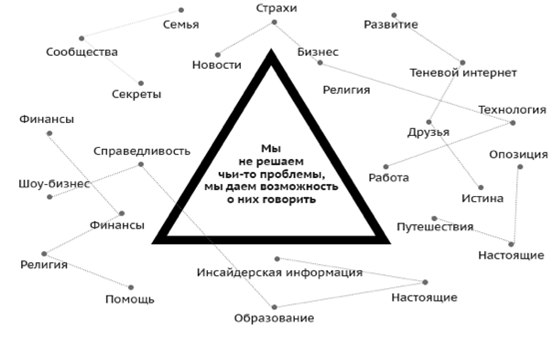 Страхи
Семья
Развитие
Сообщества
Бизнес
Новости
Теневой интернет
Секреты
Религия
Технология
Финансы
Друзья
Справедливость
Мы
не решаем
чьи-то проблемы,
мы даем возможность
о них говорить
Опозиция
Работа
Шоу-бизнес
Истина
Финансы
Путешествия
Настоящие
Религия
Инсайдерская информация
Помощь
Настоящие
Образование